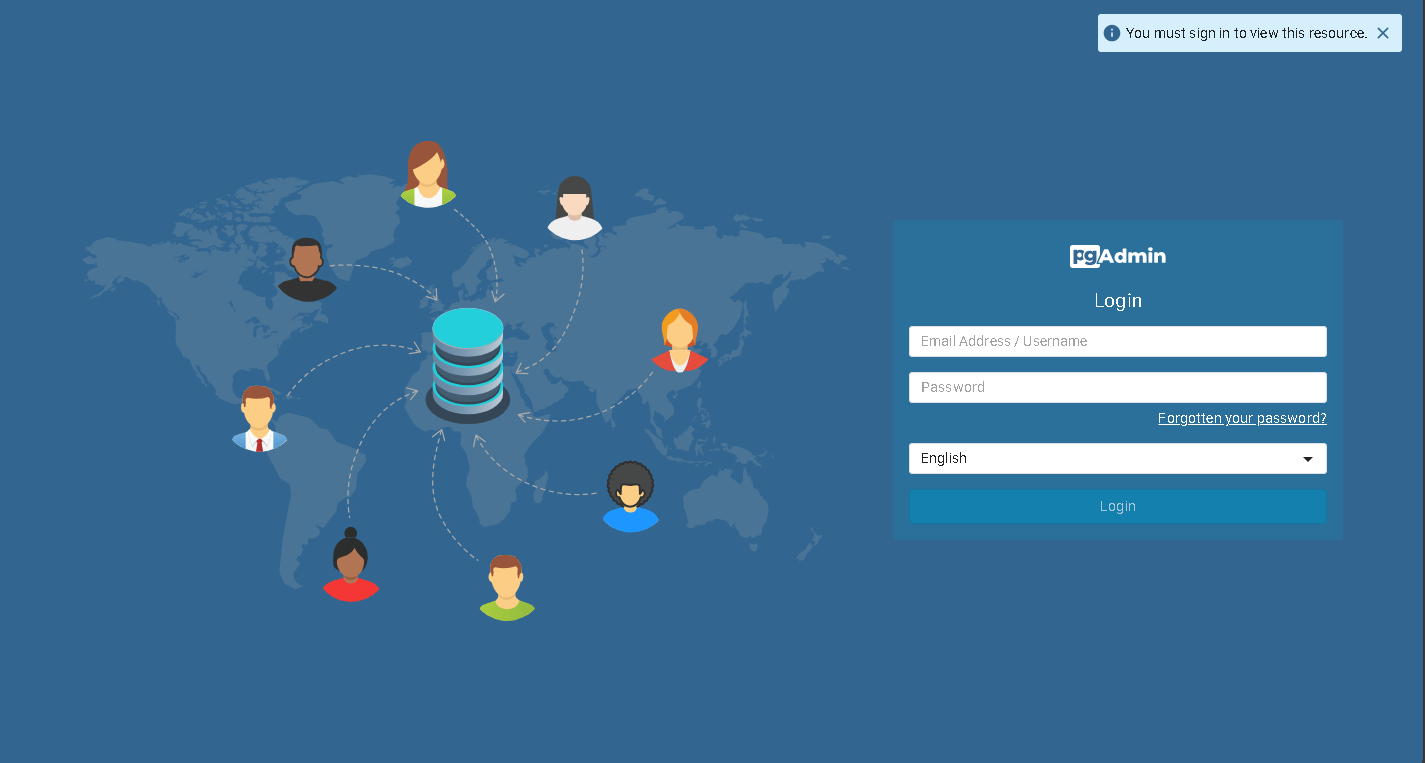 You must sign in to view this resource.
pgAdmin
Login
Email Address / Username
Password
Forgotten your password?
English
Login